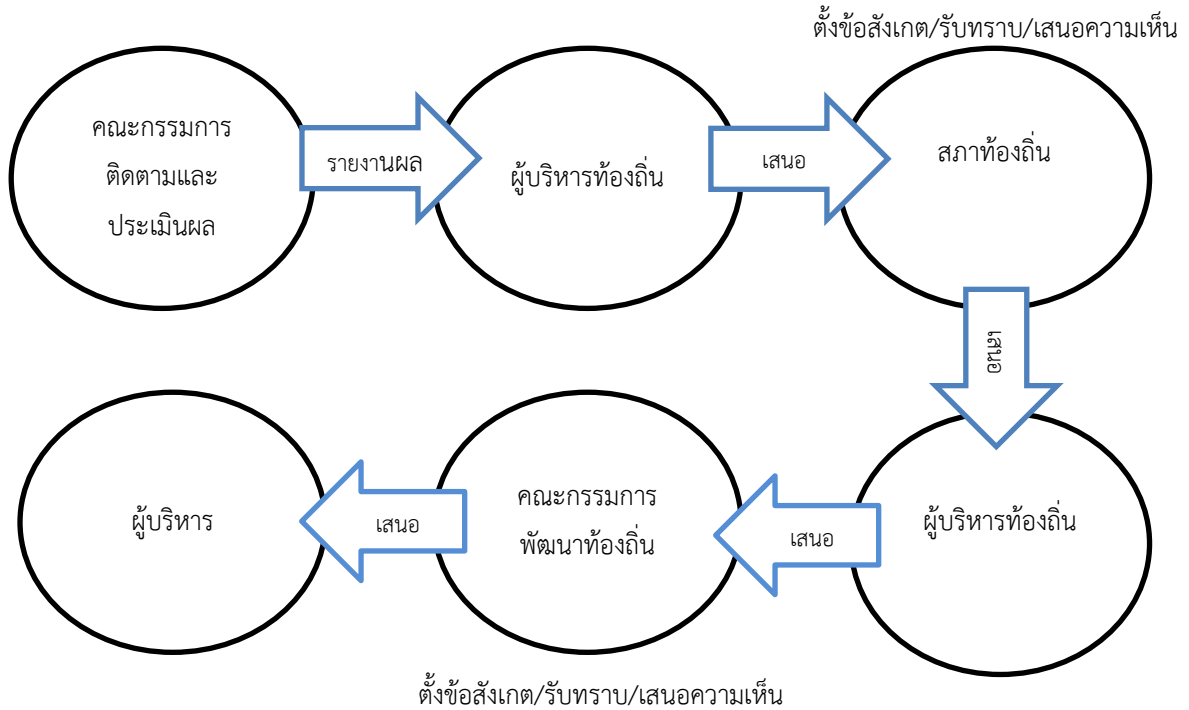 ตั้งข้อสังเกต/รับทราบ/เสนอความเห็น
คณะกรรมการ
ติดตามและ
ประเมินผล
รายงานผล
ผู้บริหารท้องถิ่น
เสนอ
สภาท้องถิ่น
เสนอ
ผู้บริหารท้องถิ่น
เสนอ
คณะกรรมการ
พัฒนาท้องถิ่น
เสนอ
ผู้บริหาร
ตั้งข้อสังเกต/รับทราบ/เสนอความเห็น